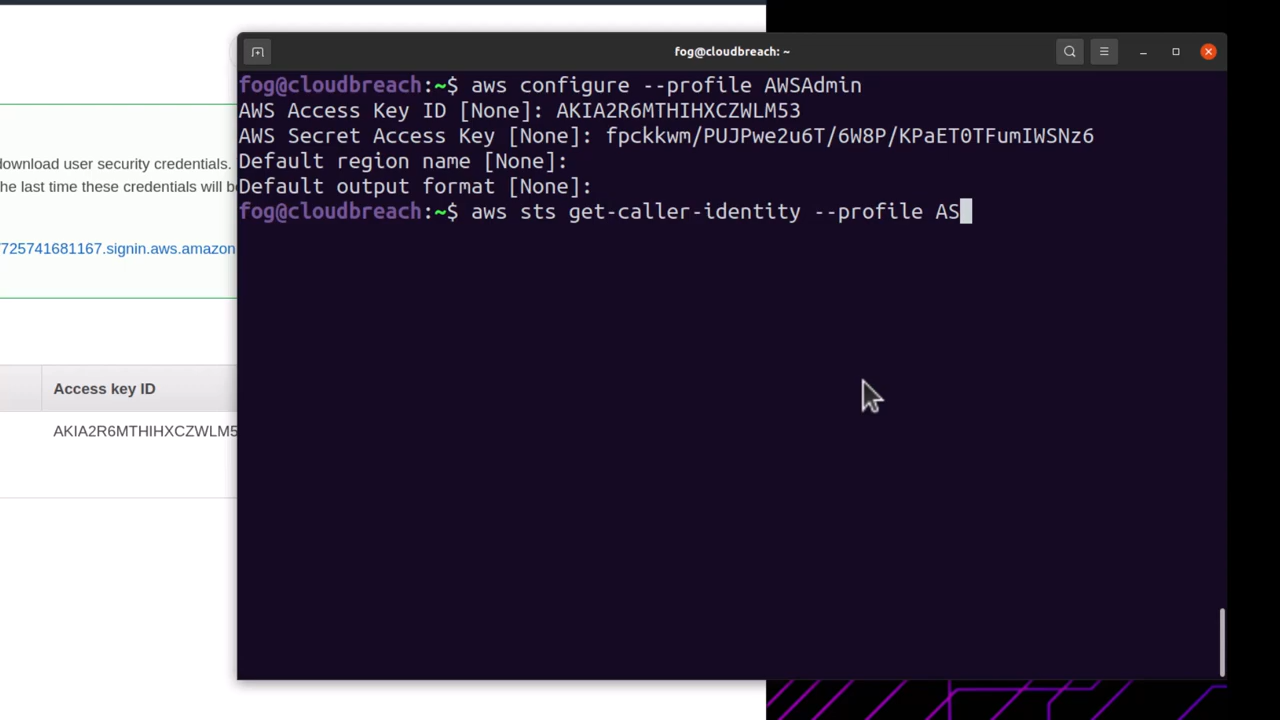 fog@cloudbreach: ~
fog@cloudbreach:~$ aws configure --profile AWSAdmin
AWS Access Key ID [None]: AKIA2R6MTHIHXCZWLM53
AWS Secret Access Key [None]: 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
Default region name [None]:
Default output format [None]:
fog@cloudbreach:~$ aws sts get-caller-identity --profile AS
ownload user security credentials.
he last time these credentials will b
725741681167.signin.aws.amazon
Access key ID
AKIA2R6MTHIHXCZWLM5